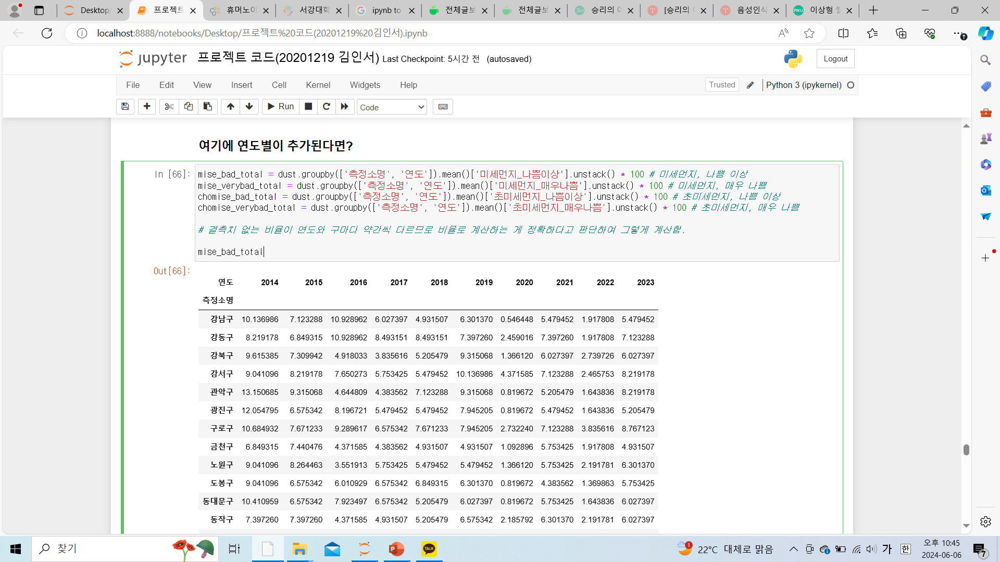 Desktop/
프로젝트
휴머노이
서강대학
ipynb to
전체글보
전체글보
승리의 여
[승리의 여
음성인식
PIKU 이상형 월
localhost:8888/notebooks/Desktop/프로젝트%20코드(20201219%20김인서).ipynb
jupyter 프로젝트 코드(20201219 김인서) Last Checkpoint: 5시간 전 (autosaved)
Logout
File Edit View Insert Cell Kernel Widgets Help
Trusted Python 3 (ipykernel)
Run Code
여기에 연도별이 추가된다면?
In [66]: mise_bad_total = dust.groupby(['측정소명', '연도']).mean()['미세먼지_나쁨이상'].unstack() * 100 # 미세먼지, 나쁨 이상
mise_verybad_total = dust.groupby(['측정소명', '연도']).mean()['미세먼지_매우나쁨'].unstack() * 100 # 미세먼지, 매우 나쁨
chomise_bad_total = dust.groupby(['측정소명', '연도']).mean()['초미세먼지_나쁨이상'].unstack() * 100 # 초미세먼지, 나쁨 이상
chomise_verybad_total = dust.groupby(['측정소명', '연도']).mean()['초미세먼지_매우나쁨'].unstack() * 100 # 초미세먼지, 매우 나쁨
# 결측치 없는 비율이 연도와 구마다 약간씩 다르므로 비율로 계산하는 게 정확하다고 판단하여 그렇게 계산함.
mise_bad_total
Out[66]:
연도 2014 2015 2016 2017 2018 2019 2020 2021 2022 2023
측정소명
강남구 10.136986 7.123288 10.928962 6.027397 4.931507 6.301370 0.546448 5.479452 1.917808 5.479452
강동구 8.219178 6.849315 10.928962 8.493151 8.493151 7.397260 2.459016 7.397260 1.917808 7.123288
강북구 9.615385 7.309942 4.918033 3.835616 5.205479 9.315068 1.366120 6.027397 2.739726 6.027397
강서구 9.041096 8.219178 7.650273 5.753425 5.479452 10.136986 4.371585 7.123288 2.465753 8.219178
관악구 13.150685 9.315068 4.644809 4.383562 7.123288 9.315068 0.819672 5.205479 1.643836 8.219178
광진구 12.054795 6.575342 8.196721 5.479452 5.479452 7.945205 0.819672 5.479452 1.643836 5.205479
구로구 10.684932 7.671233 9.289617 6.575342 7.671233 7.945205 2.732240 7.123288 3.835616 8.767123
금천구 6.849315 7.440476 4.371585 4.383562 4.931507 4.931507 1.092896 5.753425 1.917808 4.931507
노원구 9.041096 8.264463 3.551913 5.753425 5.479452 5.479452 1.366120 5.753425 2.191781 6.301370
도봉구 9.041096 6.575342 6.010929 6.575342 6.849315 6.301370 0.819672 4.383562 1.369863 5.753425
동대문구 10.410959 6.575342 7.923497 6.575342 5.205479 6.027397 0.819672 5.753425 1.643836 6.027397
동작구 7.397260 7.397260 4.371585 4.931507 5.205479 6.575342 2.185792 6.301370 2.191781 6.027397
찾기
TALK
1 22°C 대체로 맑음
가 한
오후 10:45
2024-06-06
7